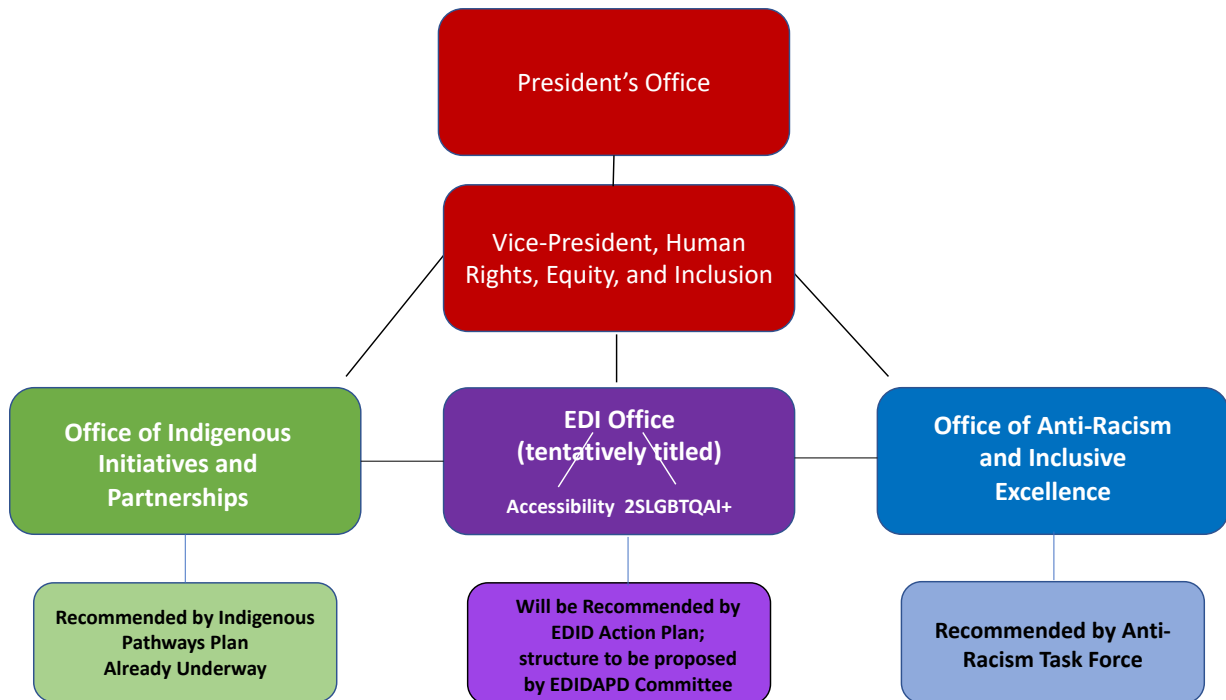 President’s Office
Vice-President, Human
Rights, Equity, and Inclusion
Office of Indigenous
Initiatives and
Partnerships
EDI Office
(tentatively titled)
Accessibility 2SLGBTQAI+
Office of Anti-Racism
and Inclusive
Excellence
Recommended by Indigenous
Pathways Plan
Already Underway
Will be Recommended by
EDID Action Plan;
structure to be proposed
by EDIDAPD Committee
Recommended by Anti-
Racism Task Force